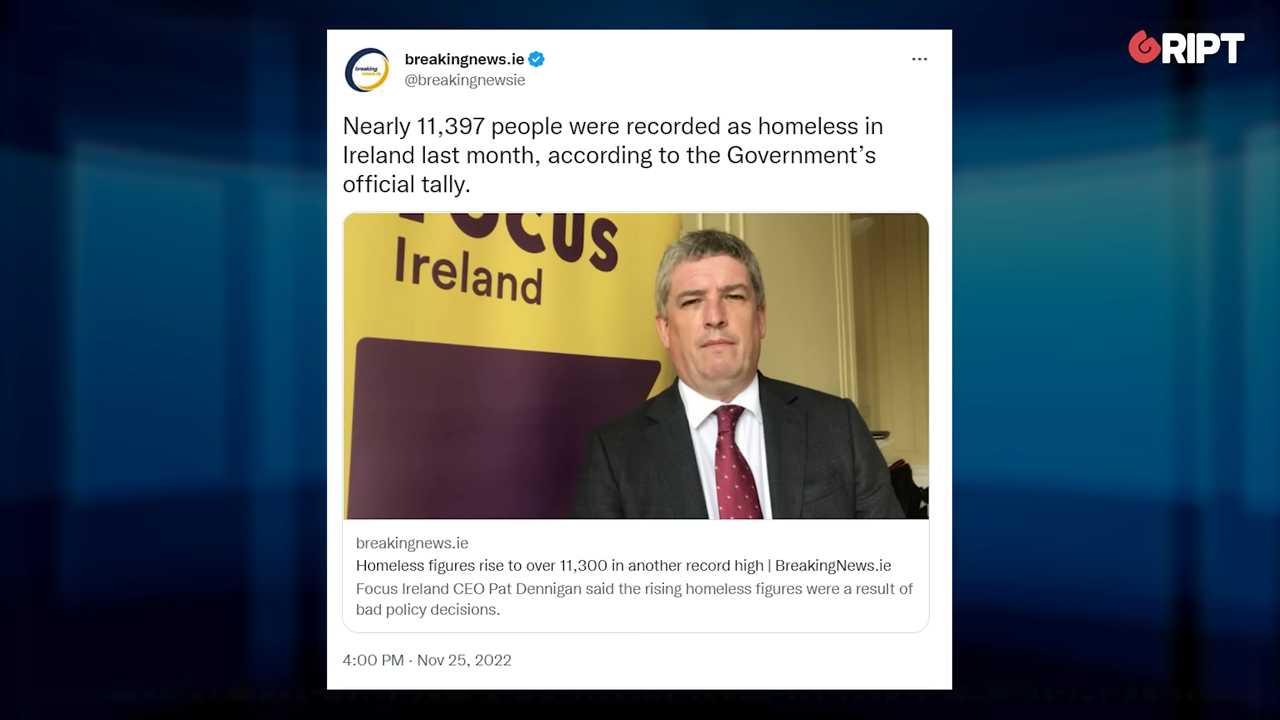 GRIPT
breakingnews.ie
@breakingnewsie
Nearly 11,397 people were recorded as homeless in
Ireland last month, according to the Government’s
official tally.
FOCUS
Ireland
breakingnews.ie
Homeless figures rise to over 11,300 in another record high | BreakingNews.ie
Focus Ireland CEO Pat Dennigan said the rising homeless figures were a result of
bad policy decisions.
4:00 PM · Nov 25, 2022